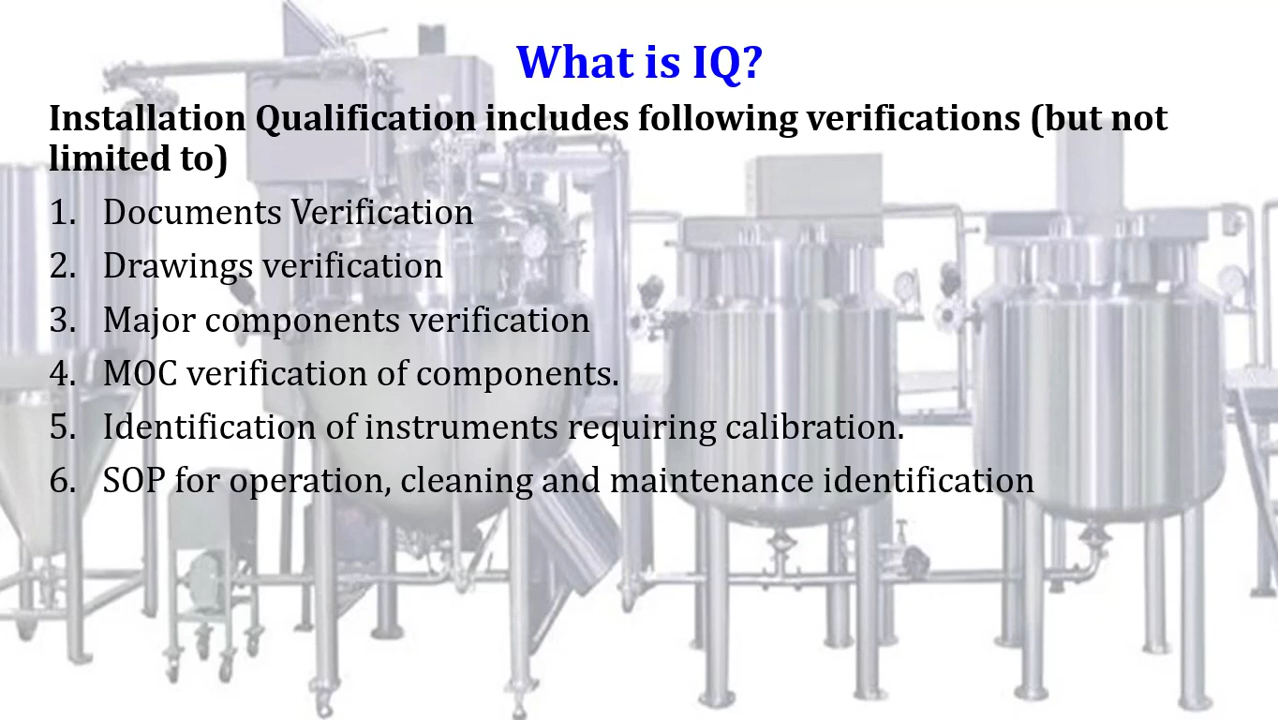 What is IQ?
Installation Qualification includes following verifications (but not
limited to)
1. Documents Verification
2. Drawings verification
3. Major components verification
4. MOC verification of components.
5. Identification of instruments requiring calibration.
6. SOP for operation, cleaning and maintenance identification